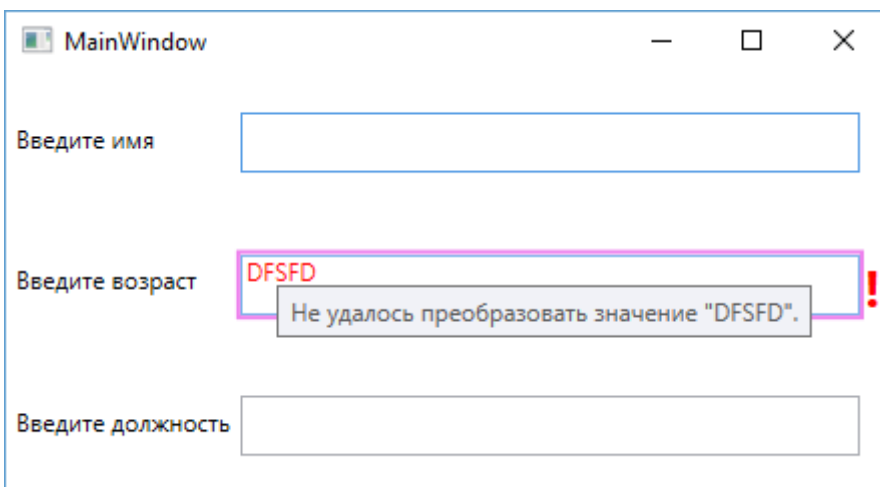 MainWindow
Введите имя
Введите возраст
DFSFD
!
Не удалось преобразовать значение "DFSFD".
Введите должность